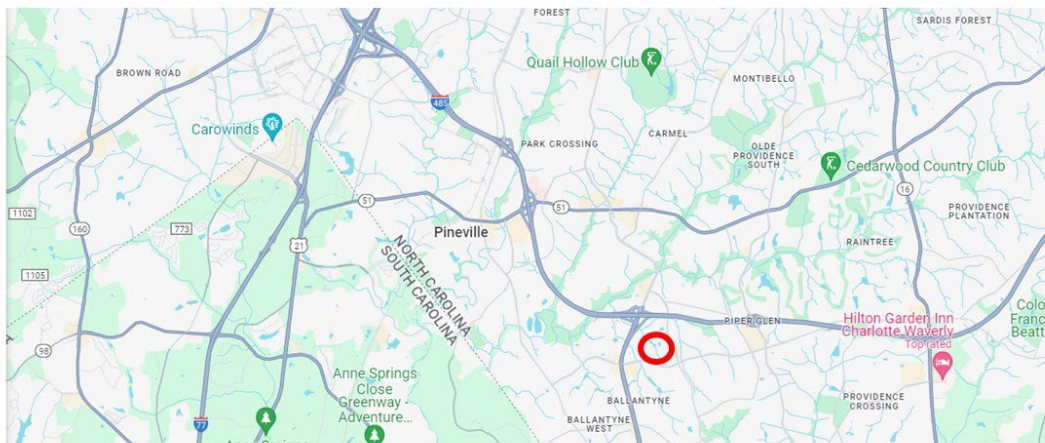 FOREST
SARDIS FOREST
Quail Hollow Club
BROWN ROAD
MONTIBELLO
485
Carowinds
CARMEL
PARK CROSSING
OLDE
PROVIDENCE
SOUTH
Cedarwood Country Club
16
51
51
1102
PROVIDENCE
PLANTATION
160
773
Pineville
21
NORTH CAROLINA
SOUTH CAROLINA
RAINTREE
1105
PIPER GLEN
Hilton Garden Inn
Charlotte Waverly
Top rated
Colo
Fran
Beatt
98
Anne Springs
Close
Greenway -
Adventure...
BALLANTYNE
PROVIDENCE
CROSSING
BALLANTYNE
WEST
77